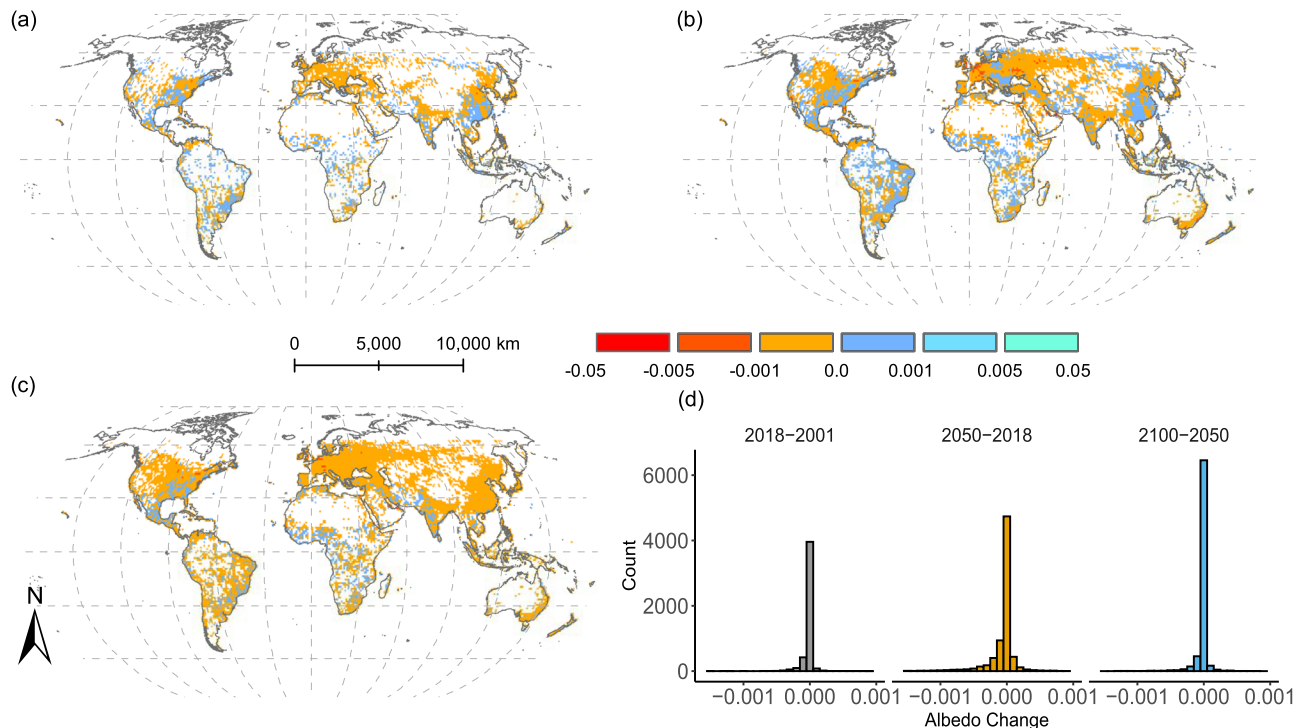 (a)
(b)
0 5,000 10,000 km
-0.05 -0.005 -0.001 0.0 0.001 0.005 0.05
(c)
(d)
2018−2001 2050−2018 2100−2050
6000
4000
2000
0
Count
−0.001 0.000 0.001 −0.001 0.000 0.001 −0.001 0.000 0.001
Albedo Change
N